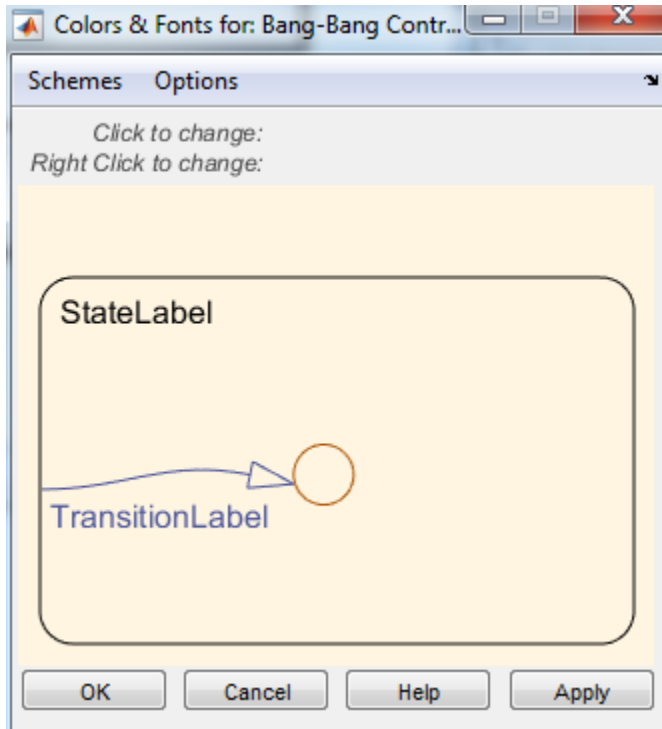 Colors & Fonts for: Bang-Bang Contr...
Schemes Options
Click to change:
Right Click to change:
StateLabel
TransitionLabel
OK Cancel Help Apply